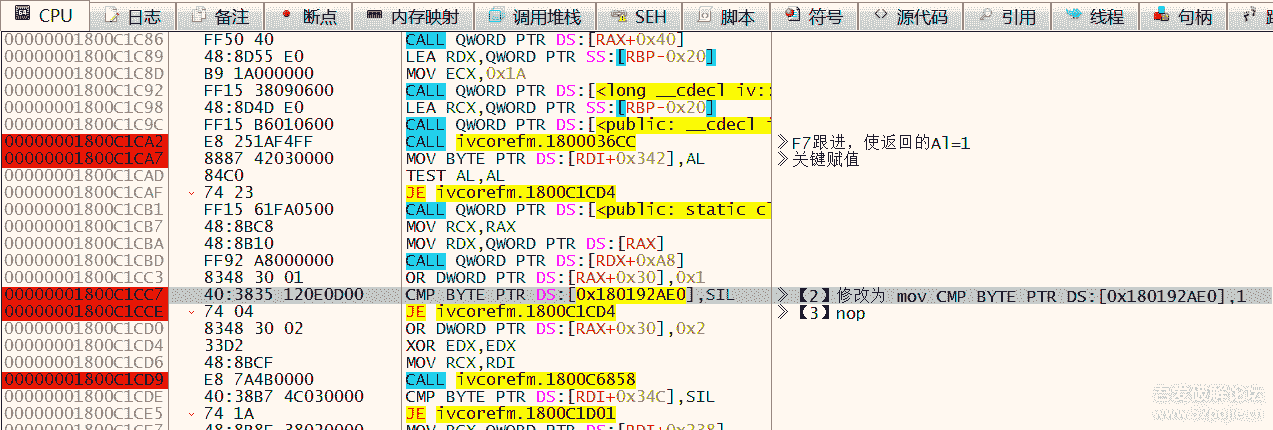 CPU 日志 备注 断点 内存映射 调用堆栈 SEH 脚本 符号 源代码 引用 线程 句柄
00000001800C1C86 FF50 40 CALL QWORD PTR DS:[RAX+0x40]
00000001800C1C89 48:8D55 E0 LEA RDX,QWORD PTR SS:[RBP-0x20]
00000001800C1C8D B9 1A000000 MOV ECX,0x1A
00000001800C1C92 FF15 38090600 CALL QWORD PTR DS:[<long __cdecl iv::
00000001800C1C98 48:8D4D E0 LEA RCX,QWORD PTR SS:[RBP-0x20]
00000001800C1C9C FF15 B6010600 CALL QWORD PTR DS:[<public: __cdecl i
00000001800C1CA2 E8 251AF4FF CALL ivcorefm.1800036CC 》F7跟进，使返回的Al=1
00000001800C1CA7 8887 42030000 MOV BYTE PTR DS:[RDI+0x342],AL 》关键赋值
00000001800C1CAD 84C0 TEST AL,AL
00000001800C1CAF 74 23 JE ivcorefm.1800C1CD4
00000001800C1CB1 FF15 61FA0500 CALL QWORD PTR DS:[<public: static cl
00000001800C1CB7 48:8BC8 MOV RCX,RAX
00000001800C1CBA 48:8B10 MOV RDX,QWORD PTR DS:[RAX]
00000001800C1CBD FF92 A8000000 CALL QWORD PTR DS:[RDX+0xA8]
00000001800C1CC3 8348 30 01 OR DWORD PTR DS:[RAX+0x30],0x1
00000001800C1CC7 40:3835 120E0D00 CMP BYTE PTR DS:[0x180192AE0],SIL 》【2】修改为 mov CMP BYTE PTR DS:[0x180192AE0],1
00000001800C1CCE 74 04 JE ivcorefm.1800C1CD4 》【3】nop
00000001800C1CD0 8348 30 02 OR DWORD PTR DS:[RAX+0x30],0x2
00000001800C1CD4 33D2 XOR EDX,EDX
00000001800C1CD6 48:8BCF MOV RCX,RDI
00000001800C1CD9 E8 7A4B0000 CALL ivcorefm.1800C6858
00000001800C1CDE 40:38B7 4C030000 CMP BYTE PTR DS:[RDI+0x34C],SIL
00000001800C1CE5 74 1A JE ivcorefm.1800C1D01
吾爱破解论坛
www.52pojie.cn